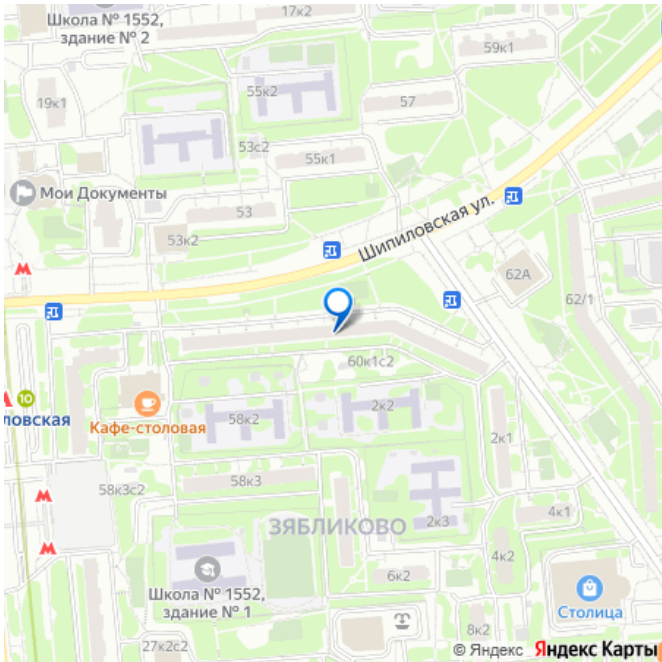 17к2
Школа № 1552,
здание № 2
59к1
55к2
57
19к1
53с2
55к1
Мои Документы
53
53к2
Шипиловская ул.
62А
62/1
60к1с2
10
ловская
Кафе-столовая
58к2
2к2
2к1
58к3
58к3с2
ЗЯБЛИКОВО
2к3
4к1
4к2
Школа № 1552,
здание № 1
6к2
Столица
8к2
27к2с2
© Яндекс Яндекс Карты